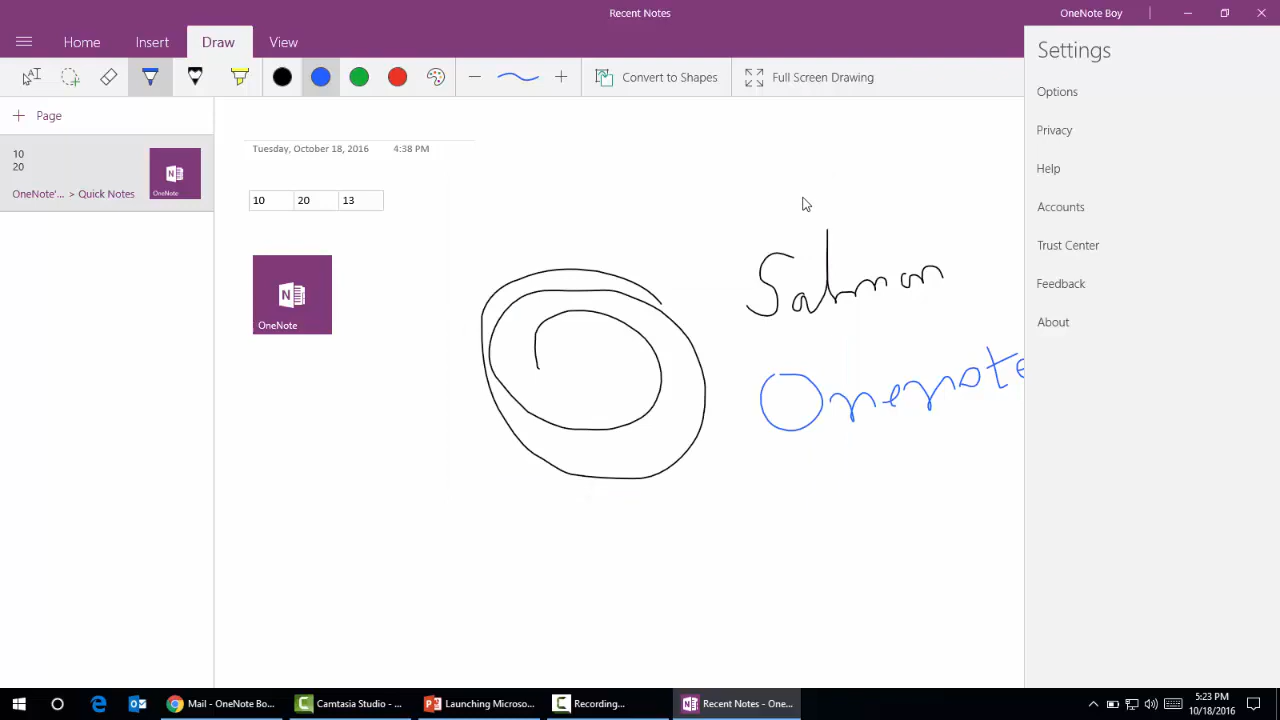 Recent Notes
OneNote Boy
Home Insert Draw View
Convert to Shapes
Full Screen Drawing
Page
10
20
OneNote'... > Quick Notes
OneNote
Tuesday, October 18, 2016 4:38 PM
10 20 13
OneNote
Salman
Onenote
Settings
Options
Privacy
Help
Accounts
Trust Center
Feedback
About
Mail - OneNote Bo...
Camtasia Studio - ...
Launching Microso...
Recording...
Recent Notes - One...
5:23 PM
10/18/2016